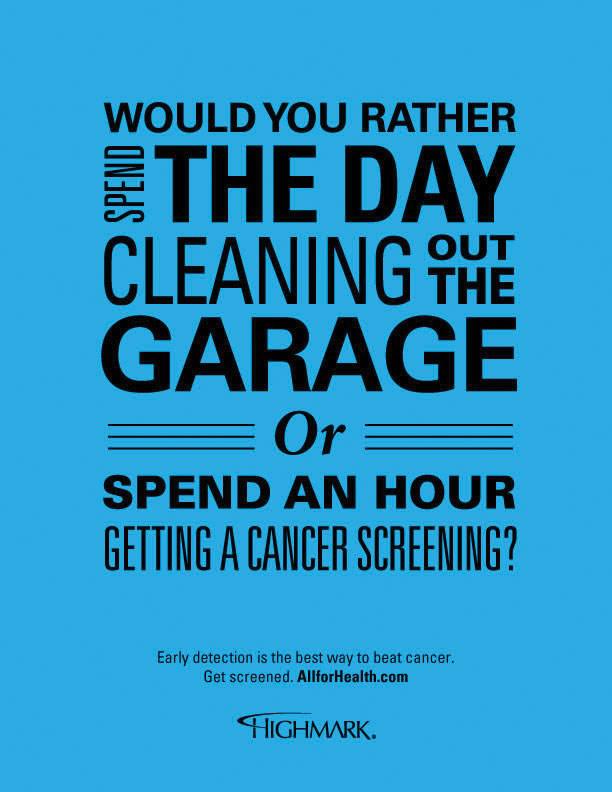 WOULD YOU RATHER
SPEND THE DAY
CLEANING OUT THE
GARAGE
Or
SPEND AN HOUR
GETTING A CANCER SCREENING?
Early detection is the best way to beat cancer.
Get screened. AllforHealth.com
HIGHMARK®